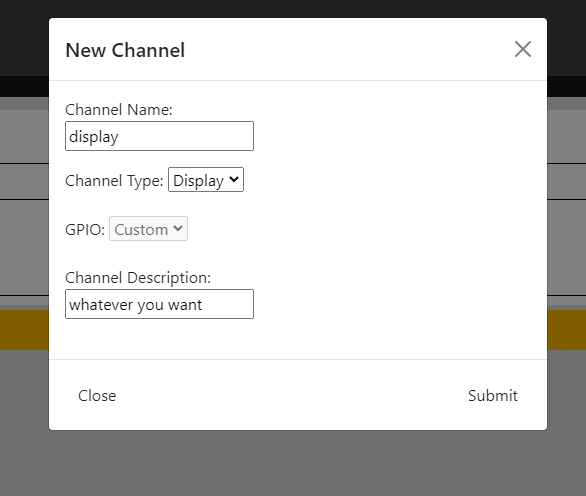 New Channel
Channel Name:
display
Channel Type: Display
GPIO: Custom
Channel Description:
whatever you want
Close Submit